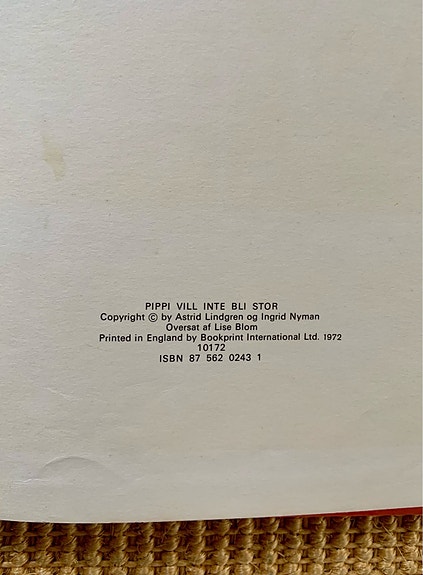 PIPPI VILL INTE BLI STOR
Copyright © by Astrid Lindgren og Ingrid Nyman
Oversat af Lise Blom
Printed in England by Bookprint International Ltd. 1972
10172
ISBN 87 562 0243 1